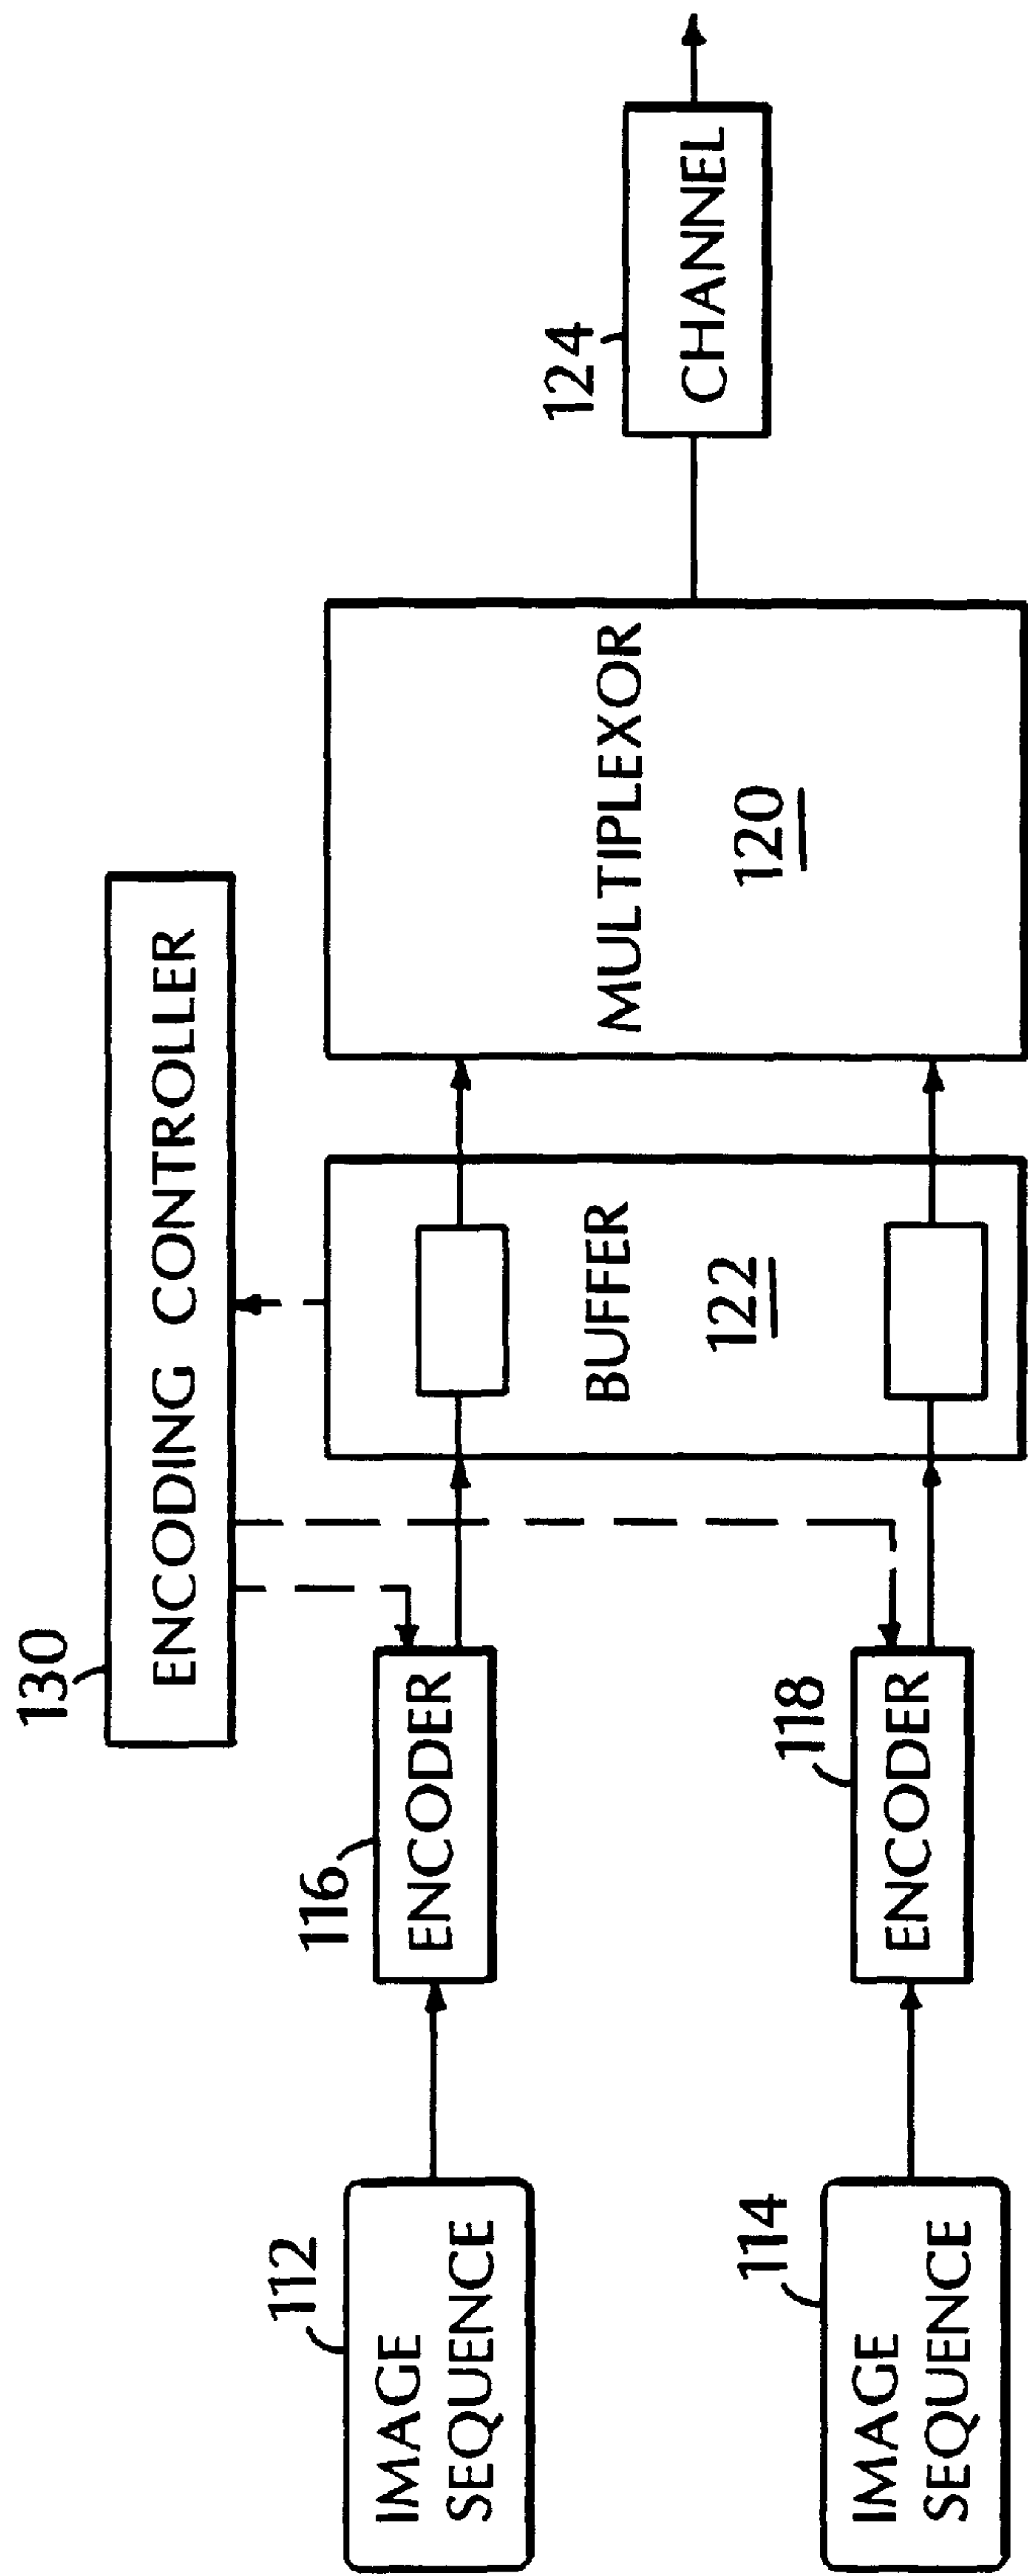 130
ENCODING CONTROLLER
112
IMAGE
SEQUENCE
116
ENCODER
BUFFER
122
MULTIPLEXOR
120
124
CHANNEL
114
IMAGE
SEQUENCE
118
ENCODER